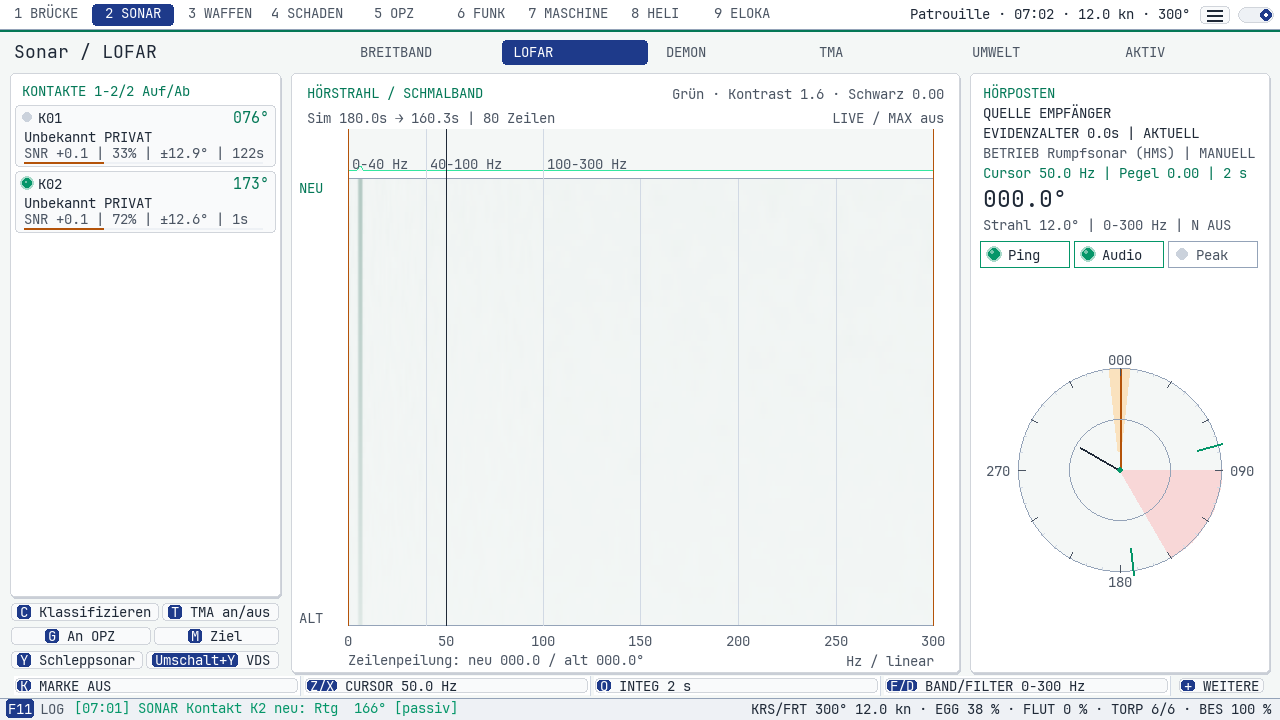 1 BRÜCKE 2 SONAR 3 WAFFEN 4 SCHADEN 5 OPZ 6 FUNK 7 MASCHINE 8 HELI 9 ELOKA Patrouille · 07:02 · 12.0 kn · 300°
Sonar / LOFAR BREITBAND LOFAR DEMON TMA UMWELT AKTIV
KONTAKTE 1-2/2 Auf/Ab
K01 076°
Unbekannt PRIVAT
SNR +0.1 | 33% | ±12.9° | 122s
K02 173°
Unbekannt PRIVAT
SNR +0.1 | 72% | ±12.6° | 1s
C Klassifizieren T TMA an/aus
G An OPZ M Ziel
Y Schleppsonar Umschalt+Y VDS
HÖRSTRAHL / SCHMALBAND Grün · Kontrast 1.6 · Schwarz 0.00
Sim 180.0s → 160.3s | 80 Zeilen LIVE / MAX aus
0-40 Hz 40-100 Hz 100-300 Hz
NEU
ALT
0 50 100 150 200 250 300
Zeilenpeilung: neu 000.0 / alt 000.0° Hz / linear
HÖRPOSTEN
QUELLE EMPFÄNGER
EVIDENZALTER 0.0s | AKTUELL
BETRIEB Rumpfsonar (HMS) | MANUELL
Cursor 50.0 Hz | Pegel 0.00 | 2 s
000.0°
Strahl 12.0° | 0-300 Hz | N AUS
Ping Audio Peak
000
270 090
180
K MARKE AUS Z/X CURSOR 50.0 Hz Q INTEG 2 s F/D BAND/FILTER 0-300 Hz + WEITERE
F11 LOG [07:01] SONAR Kontakt K2 neu: Rtg 166° [passiv] KRS/FRT 300° 12.0 kn · EGG 38 % · FLUT 0 % · TORP 6/6 · BES 100 %